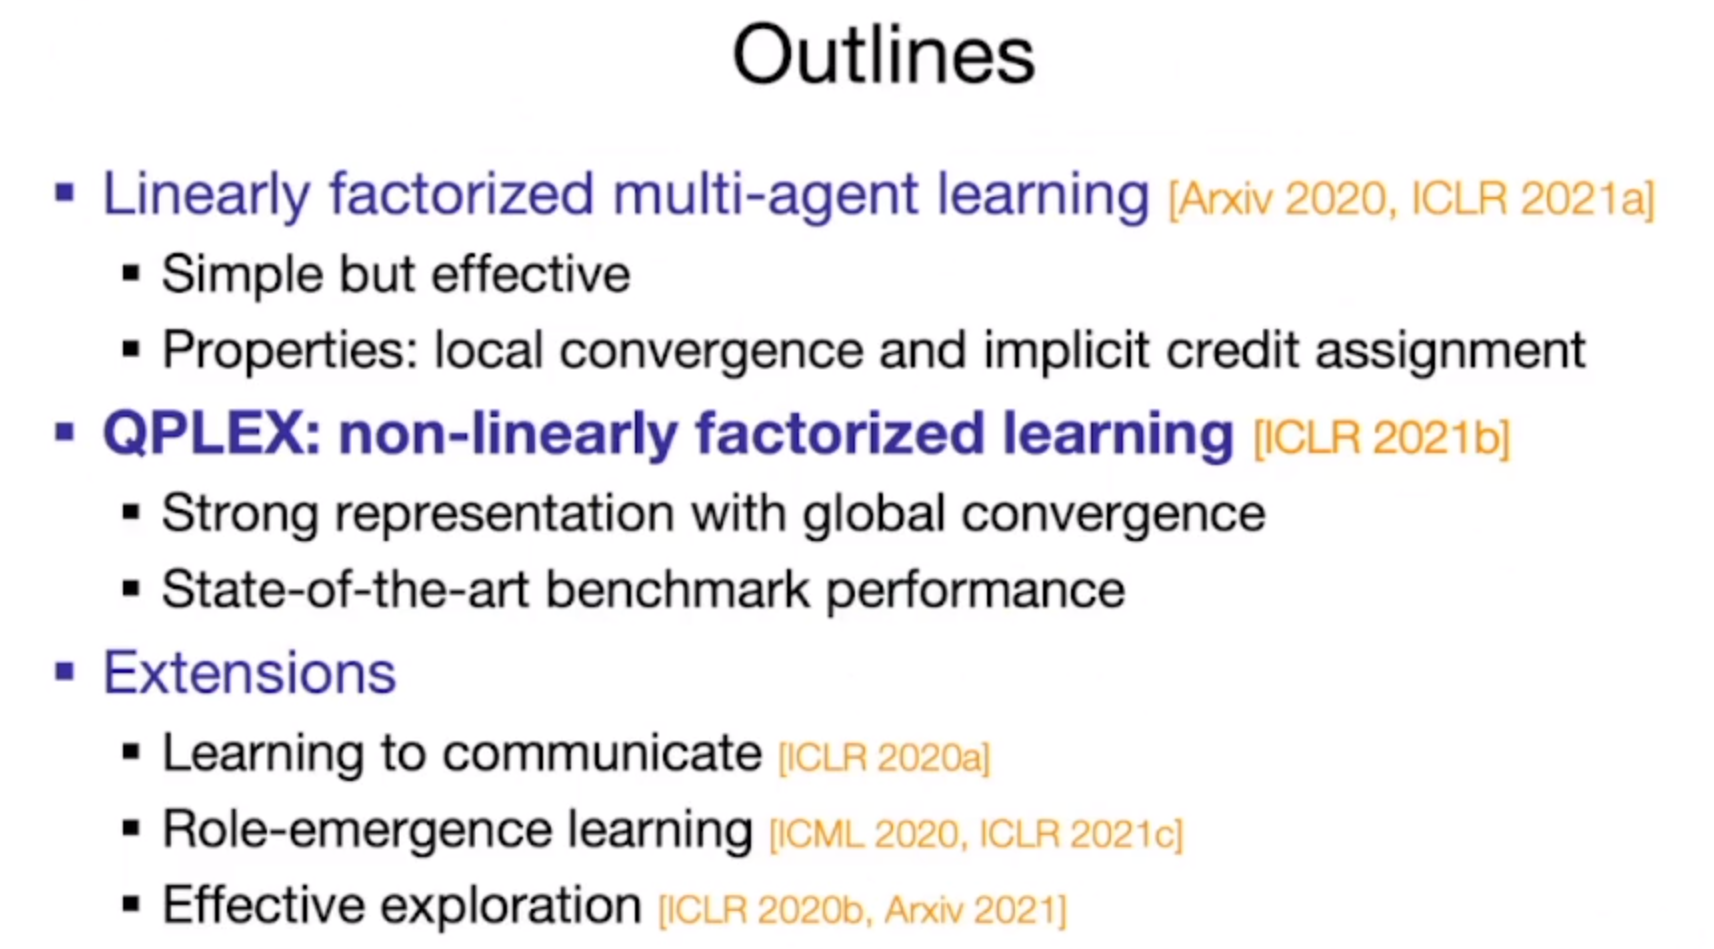 Outlines
▪ Linearly factorized multi-agent learning [Arxiv 2020, ICLR 2021a]
▪ Simple but effective
▪ Properties: local convergence and implicit credit assignment
▪ QPLEX: non-linearly factorized learning [ICLR 2021b]
▪ Strong representation with global convergence
▪ State-of-the-art benchmark performance
▪ Extensions
▪ Learning to communicate [ICLR 2020a]
▪ Role-emergence learning [ICML 2020, ICLR 2021c]
▪ Effective exploration [ICLR 2020b, Arxiv 2021]